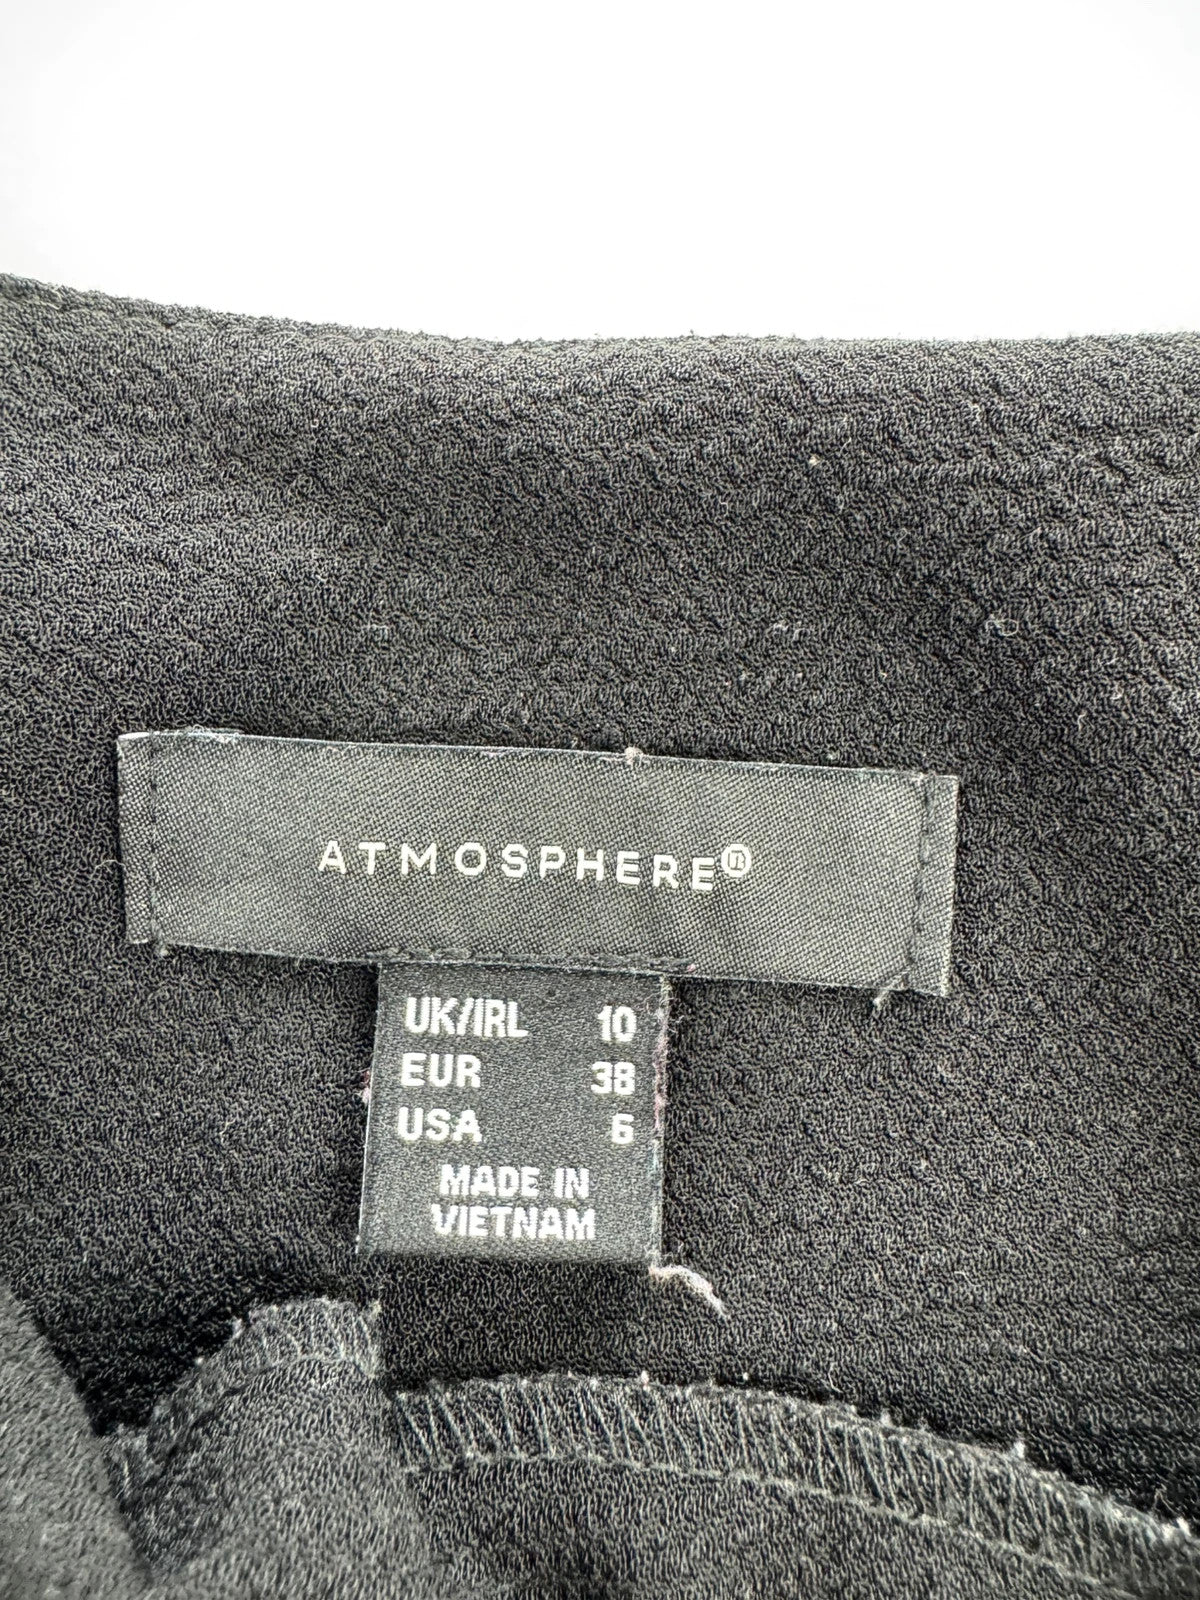 ATMOSPHERE®
UK/IRL 10
EUR 38
USA 6
MADE IN
VIETNAM